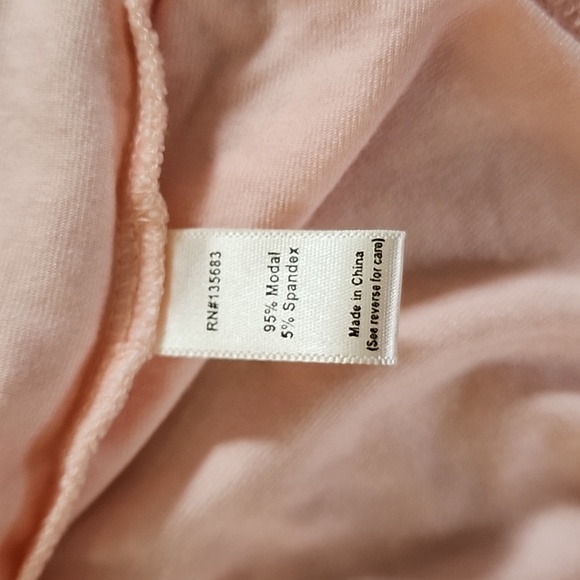 RN#135683
95% Modal
5% Spandex
Made in China
(See reverse for care)